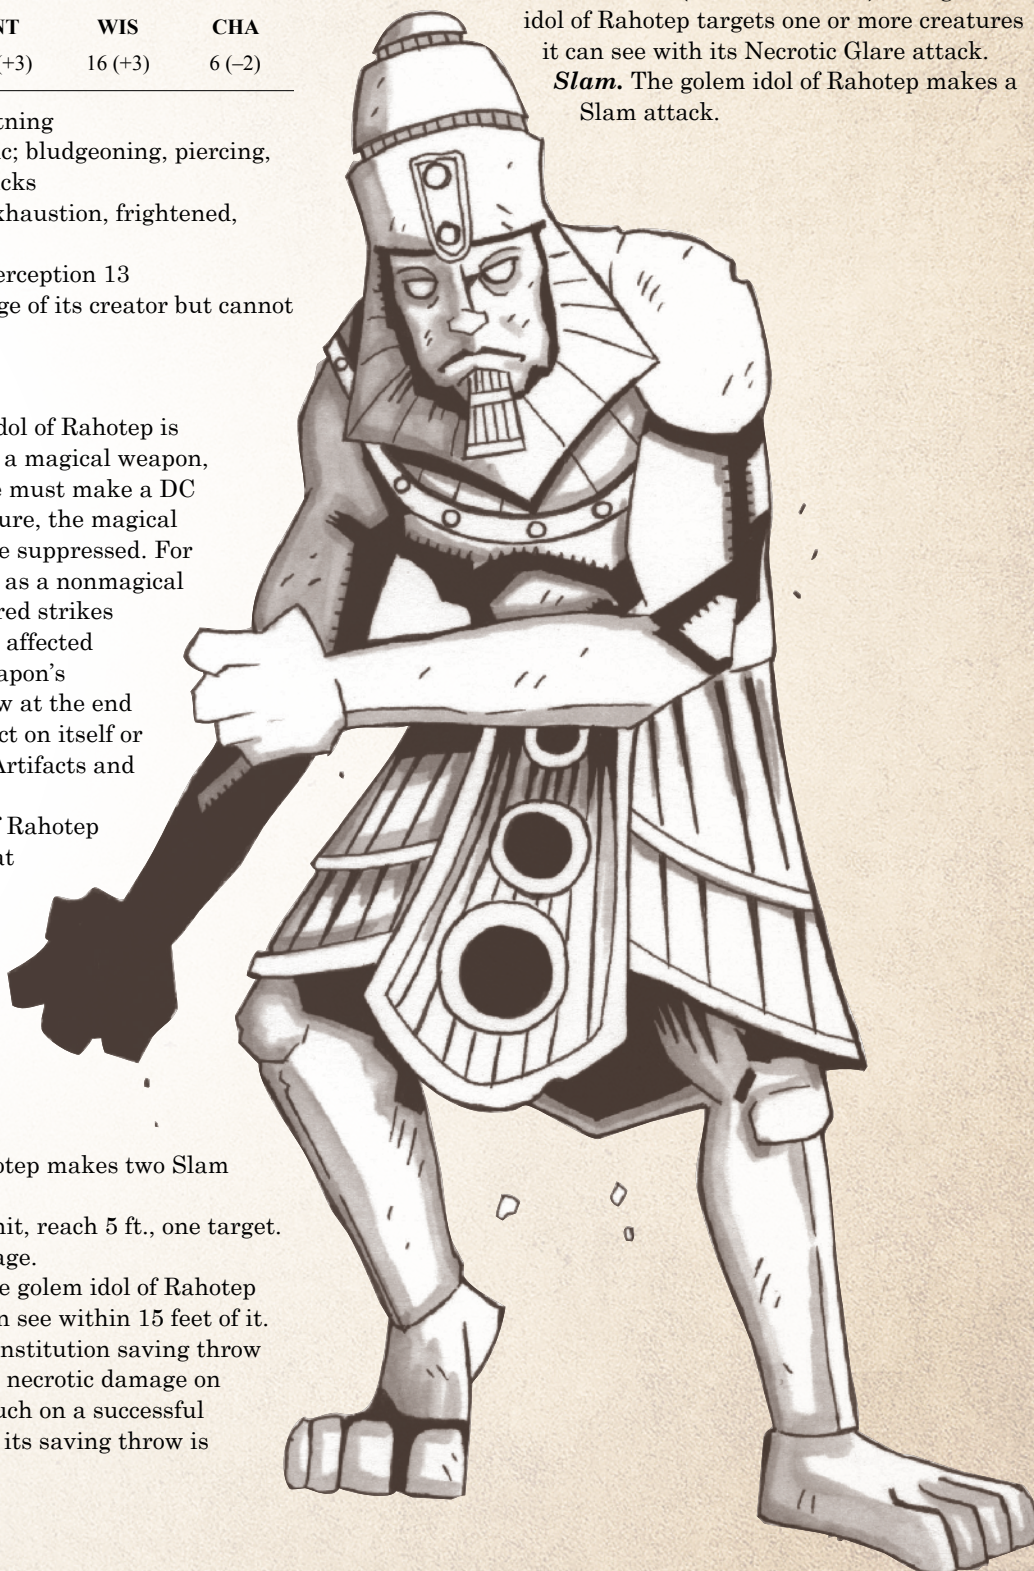 NT WIS CHA
(+3) 16 (+3) 6 (–2)
tning
c; bludgeoning, piercing,
cks
xhaustion, frightened,
erception 13
ge of its creator but cannot
dol of Rahotep is
a magical weapon,
e must make a DC
ure, the magical
e suppressed. For
as a nonmagical
red strikes
affected
apon’s
w at the end
ct on itself or
Artifacts and
f Rahotep
at
otep makes two Slam
hit, reach 5 ft., one target.
age.
e golem idol of Rahotep
n see within 15 feet of it.
nstitution saving throw
necrotic damage on
uch on a successful
its saving throw is
idol of Rahotep targets one or more creatures
it can see with its Necrotic Glare attack.
Slam. The golem idol of Rahotep makes a
Slam attack.